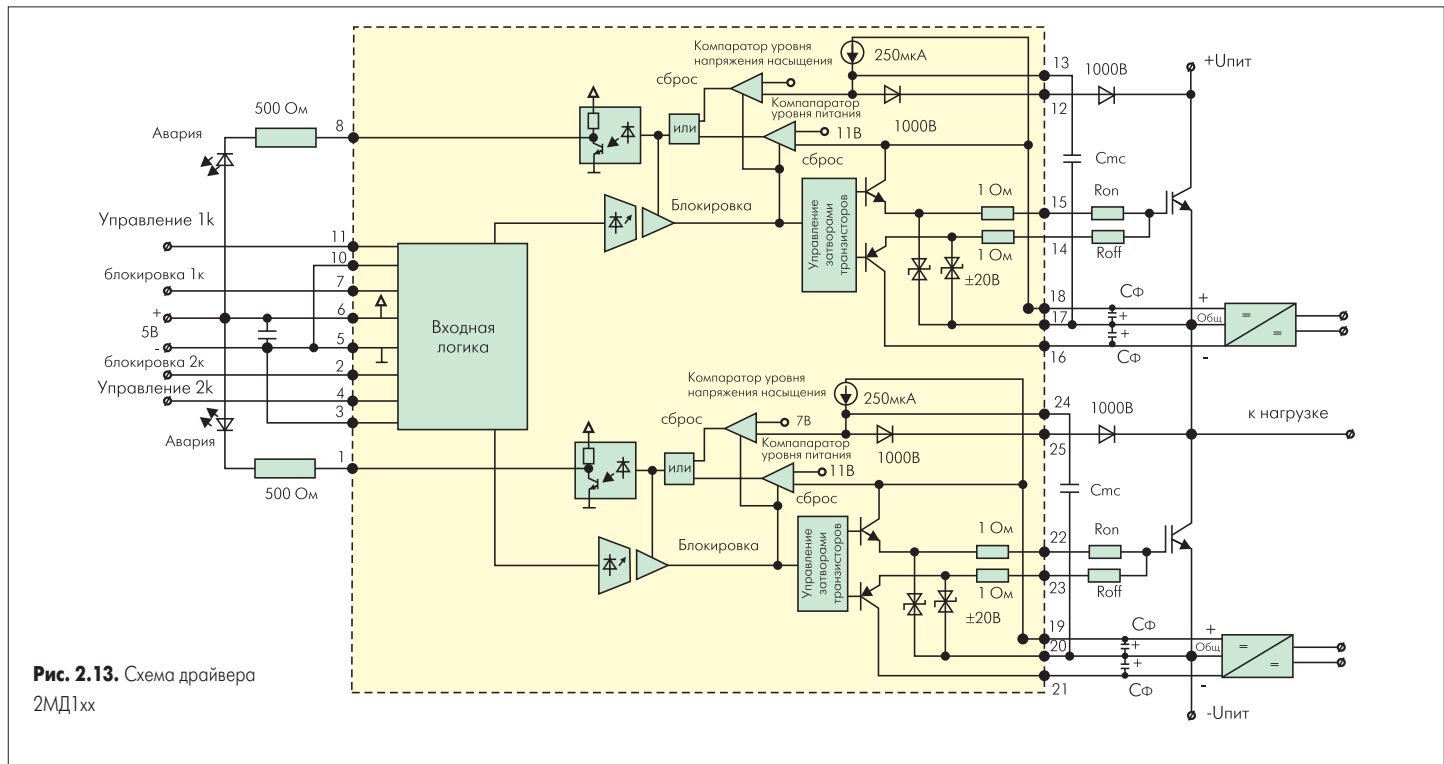 Компаратор уровня
напряжения насыщения
250мкА
13
1000В
+Uпит
сброс
12
500 Ом
8
Авария
Компапаратор
уровня питания
или
11В
1000В
сброс
Cmc
Управление 1k
Блокировка
Управление
затворами
транзисторов
1 Ом
15
Ron
11
10
1 Ом
14
Roff
блокировка 1к
7
±20В
+
6
Входная
логика
18
CФ
+
5В
17
+
Общ
=
=
-
5
+
16
CФ
-
блокировка 2к
2
Управление 2k
4
3
Компаратор уровня
напряжения насыщения
250мкА
24
1000В
к нагрузке
сброс
7В
Авария
Компапаратор
уровня питания
25
1
или
11В
1000В
500 Ом
сброс
Cmc
Блокировка
Управление
затворами
транзисторов
1 Ом
22
Ron
1 Ом
23
Roff
±20В
19
CФ
+
20
+
Общ
=
=
+
21
CФ
-
-Uпит
Рис. 2.13. Схема драйвера
2МД1хх